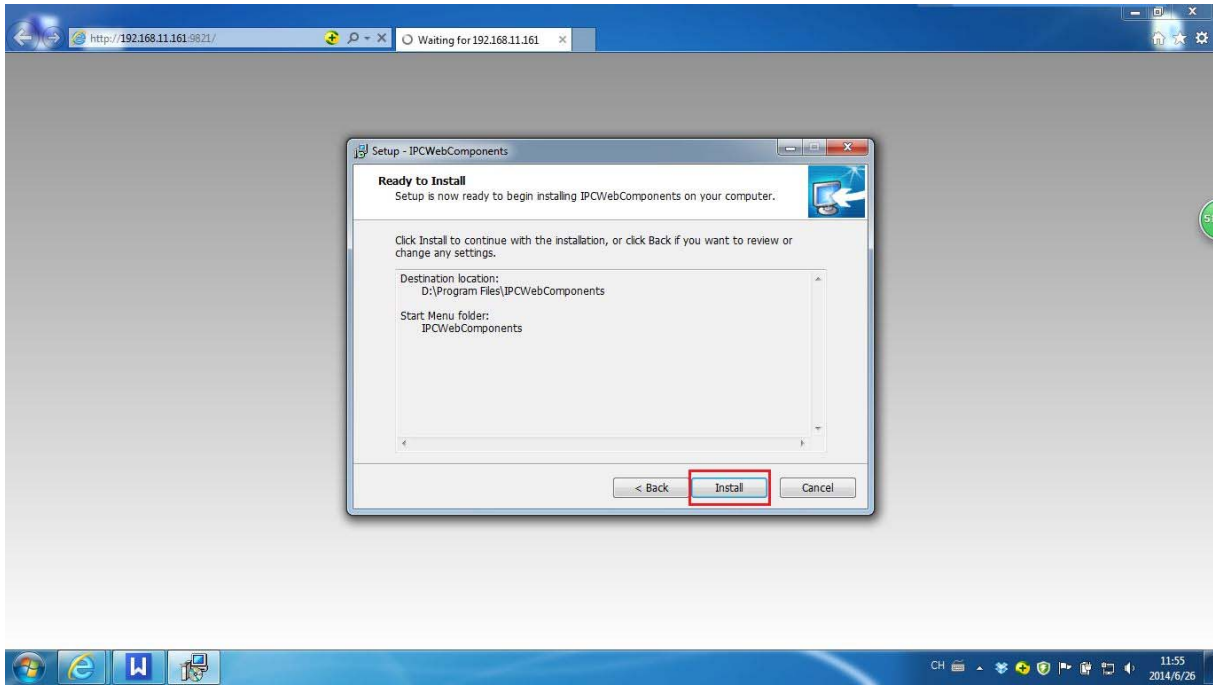 http://192.168.11.161:9821/
Waiting for 192.168.11.161
Setup - IPCWebComponents
Ready to Install
Setup is now ready to begin installing IPCWebComponents on your computer.
Click Install to continue with the installation, or click Back if you want to review or
change any settings.
Destination location:
D:\Program Files\IPCWebComponents
Start Menu folder:
IPCWebComponents
< Back
Install
Cancel
CH
11:55
2014/6/26